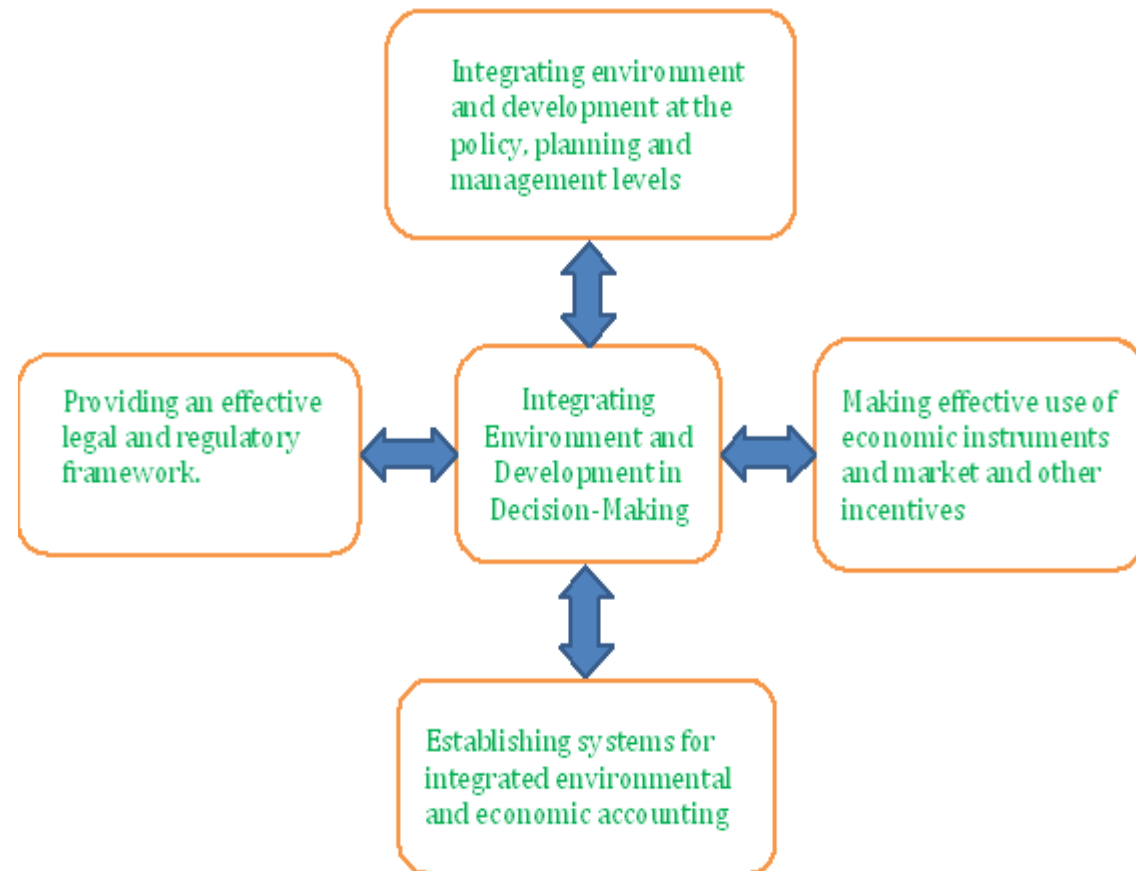 Integrating environment
and development at the
policy, planning and
management levels
Providing an effective
legal and regulatory
framework.
Integrating
Environment and
Development in
Decision-Making
Making effective use of
economic instruments
and market and other
incentives
Establishing systems for
integrated environmental
and economic accounting